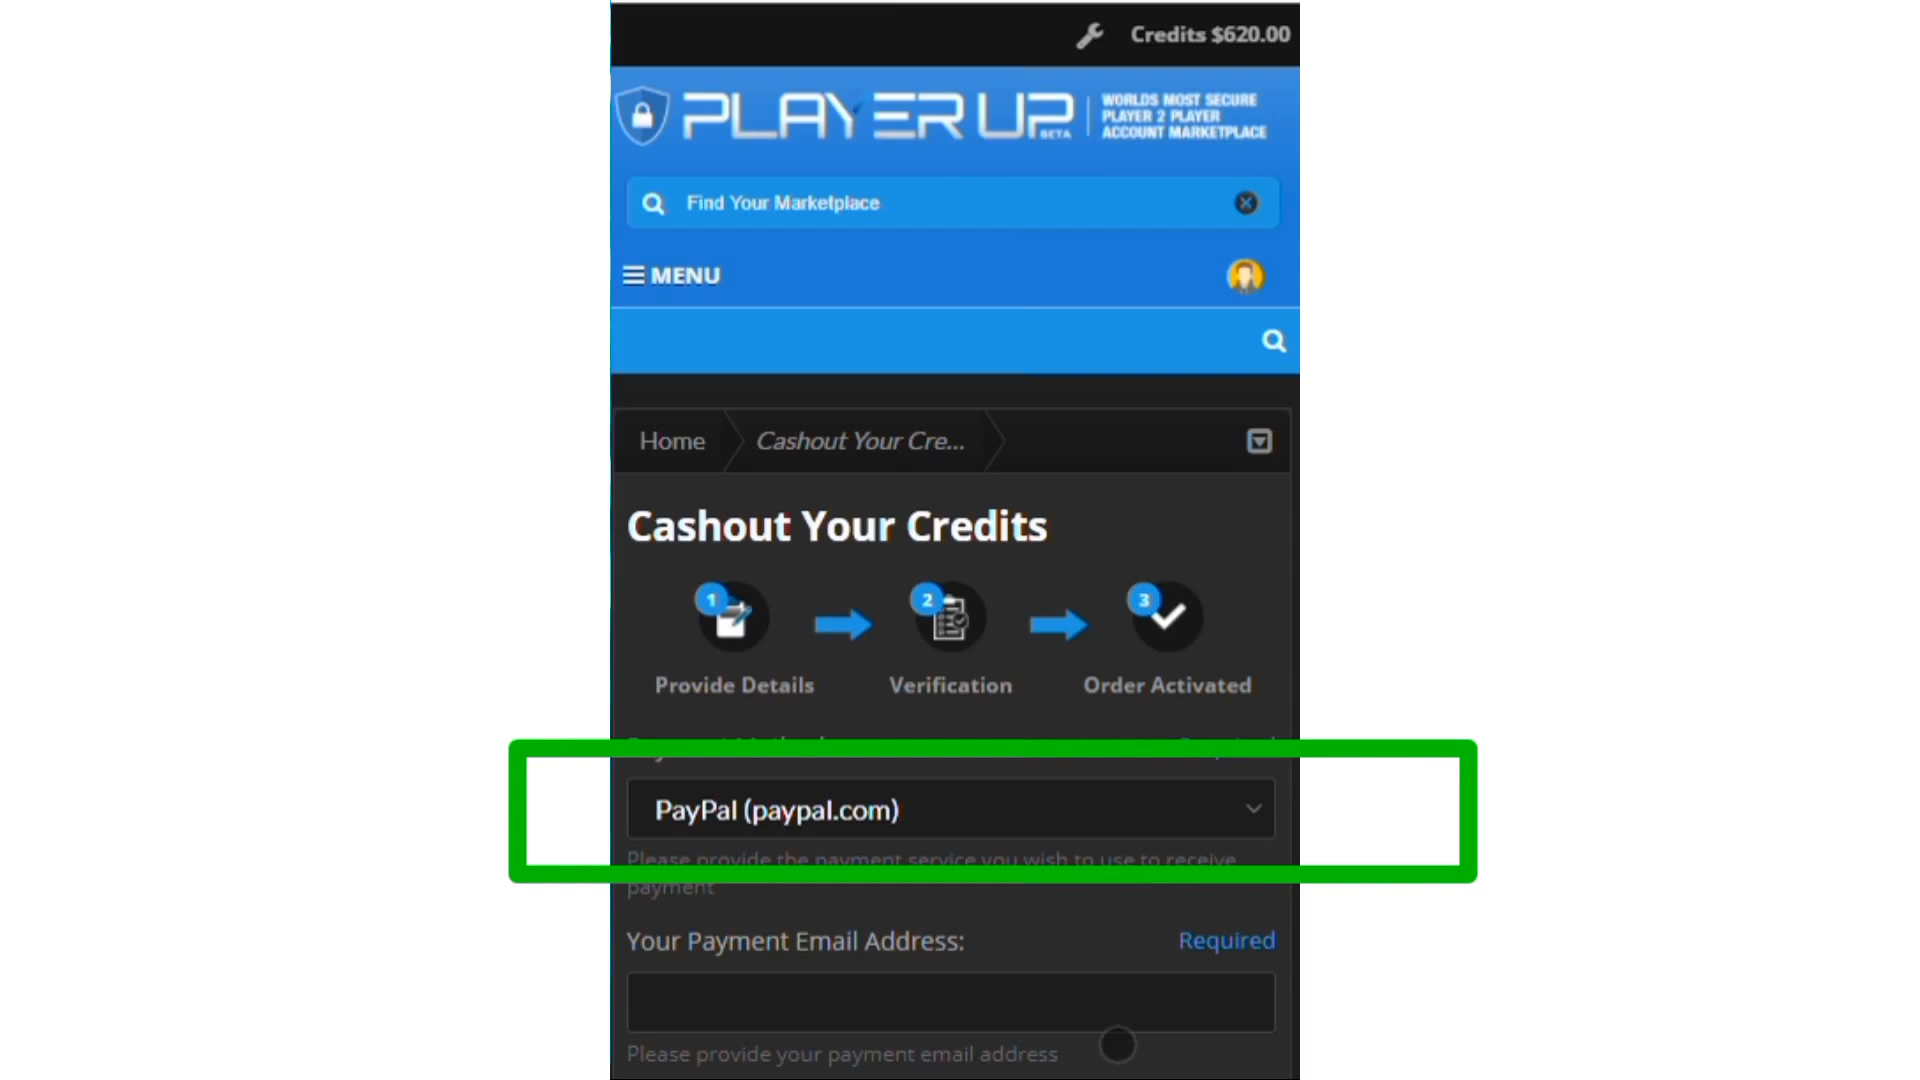 Credits $620.00
PLAYER UP
BETA
WORLDS MOST SECURE
PLAYER 2 PLAYER
ACCOUNT MARKETPLACE
Find Your Marketplace
MENU
Home
Cashout Your Cre...
Cashout Your Credits
1
2
3
Provide Details
Verification
Order Activated
PayPal (paypal.com)
Please provide the payment service you wish to use to receive
payment
Your Payment Email Address:
Required
Please provide your payment email address